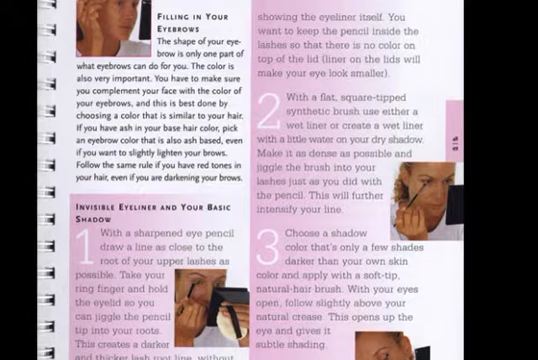 FILLING IN YOUR
EYEBROWS
The shape of your eye-
brow is only one part of
what eyebrows can do for you. The color is
also very important. You have to make sure
you complement your face with the color of
your eyebrows, and this is best done by
choosing a color that is similar to your hair.
If you have ash in your base hair color, pick
an eyebrow color that is also ash based, even
if you want to slightly lighten your brows.
Follow the same rule if you have red tones in
your hair, even if you are darkening your brows.
INVISIBLE EYELINER AND YOUR BASIC
SHADOW
1 With a sharpened eye pencil
draw a line as close to the
root of your upper lashes as
possible. Take your
ring finger and hold
the eyelid so you
can jiggle the pencil
tip into your roots.
This creates a darker
and thicker lash root line, without
showing the eyeliner itself. You
want to keep the pencil inside the
lashes so that there is no color on
top of the lid (liner on the lids will
make your eye look smaller).
2 With a flat, square-tipped
synthetic brush use either a
wet liner or create a wet liner
with a little water on your dry shadow.
Make it as dense as possible and
jiggle the brush into your
lashes just as you did with
the pencil. This will further
intensify your line.
3 Choose a shadow
color that's only a few shades
darker than your own skin
color and apply with a soft-tip,
natural-hair brush. With your eyes
open, follow slightly above your
natural crease. This opens up the
eye and gives it
subtle shading.